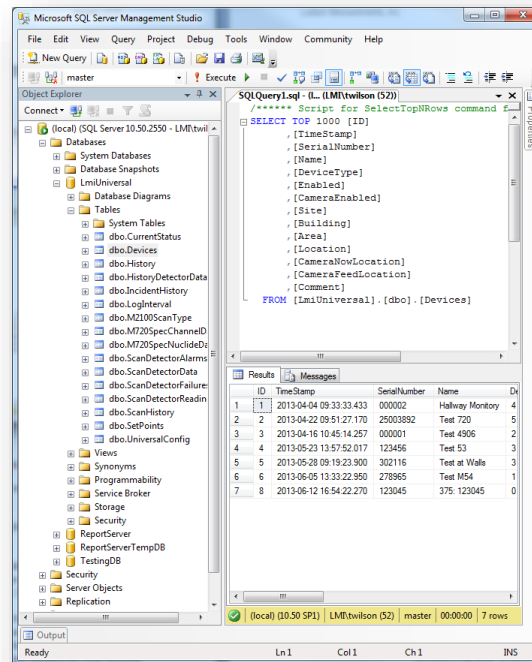 Microsoft SQL Server Management Studio
File Edit View Query Project Debug Tools Window Community Help
New Query
master Execute
Object Explorer
Connect
(local) (SQL Server 10.50.2550 - LMI\twil
Databases
System Databases
Database Snapshots
LmiUniversal
Database Diagrams
Tables
System Tables
dbo.CurrentStatus
dbo.Devices
dbo.History
dbo.HistoryDetectorData
dbo.IncidentHistory
dbo.LogInterval
dbo.M2100ScanType
dbo.M720SpecChannelD
dbo.M720SpecNuclideDa
dbo.ScanDetectorAlarms
dbo.ScanDetectorData
dbo.ScanDetectorFailures
dbo.ScanDetectorReadin
dbo.ScanHistory
dbo.SetPoints
dbo.UniversalConfig
Views
Synonyms
Programmability
Service Broker
Storage
Security
ReportServer
ReportServerTempDB
TestingDB
Security
Server Objects
Replication
SQLQuery1.sql - (l... (LMI\twilson (52))
/****** Script for SelectTopNRows command f
SELECT TOP 1000 [ID]
,[TimeStamp]
,[SerialNumber]
,[Name]
,[DeviceType]
,[Enabled]
,[CameraEnabled]
,[Site]
,[Building]
,[Area]
,[Location]
,[CameraNowLocation]
,[CameraFeedLocation]
,[Comment]
FROM [LmiUniversal].[dbo].[Devices]
Properties
Results Messages
ID TimeStamp SerialNumber Name De
1 1 2013-04-04 09:33:33.433 000002 Hallway Monitory 4
2 2 2013-04-22 09:51:27.170 25003892 Test 720 5
3 3 2013-04-16 10:45:14.257 000001 Test 4906 2
4 4 2013-05-23 13:57:52.017 123456 Test 53 3
5 5 2013-05-28 09:19:23.900 302116 Test at Walls 3
6 6 2013-06-05 13:33:22.950 278965 Test M54 1
7 8 2013-06-12 16:54:22.270 123045 375: 123045 0
(local) (10.50 SP1) LMI\twilson (52) master 00:00:00 7 rows
Output
Ready Ln 1 Col 1 Ch 1 INS